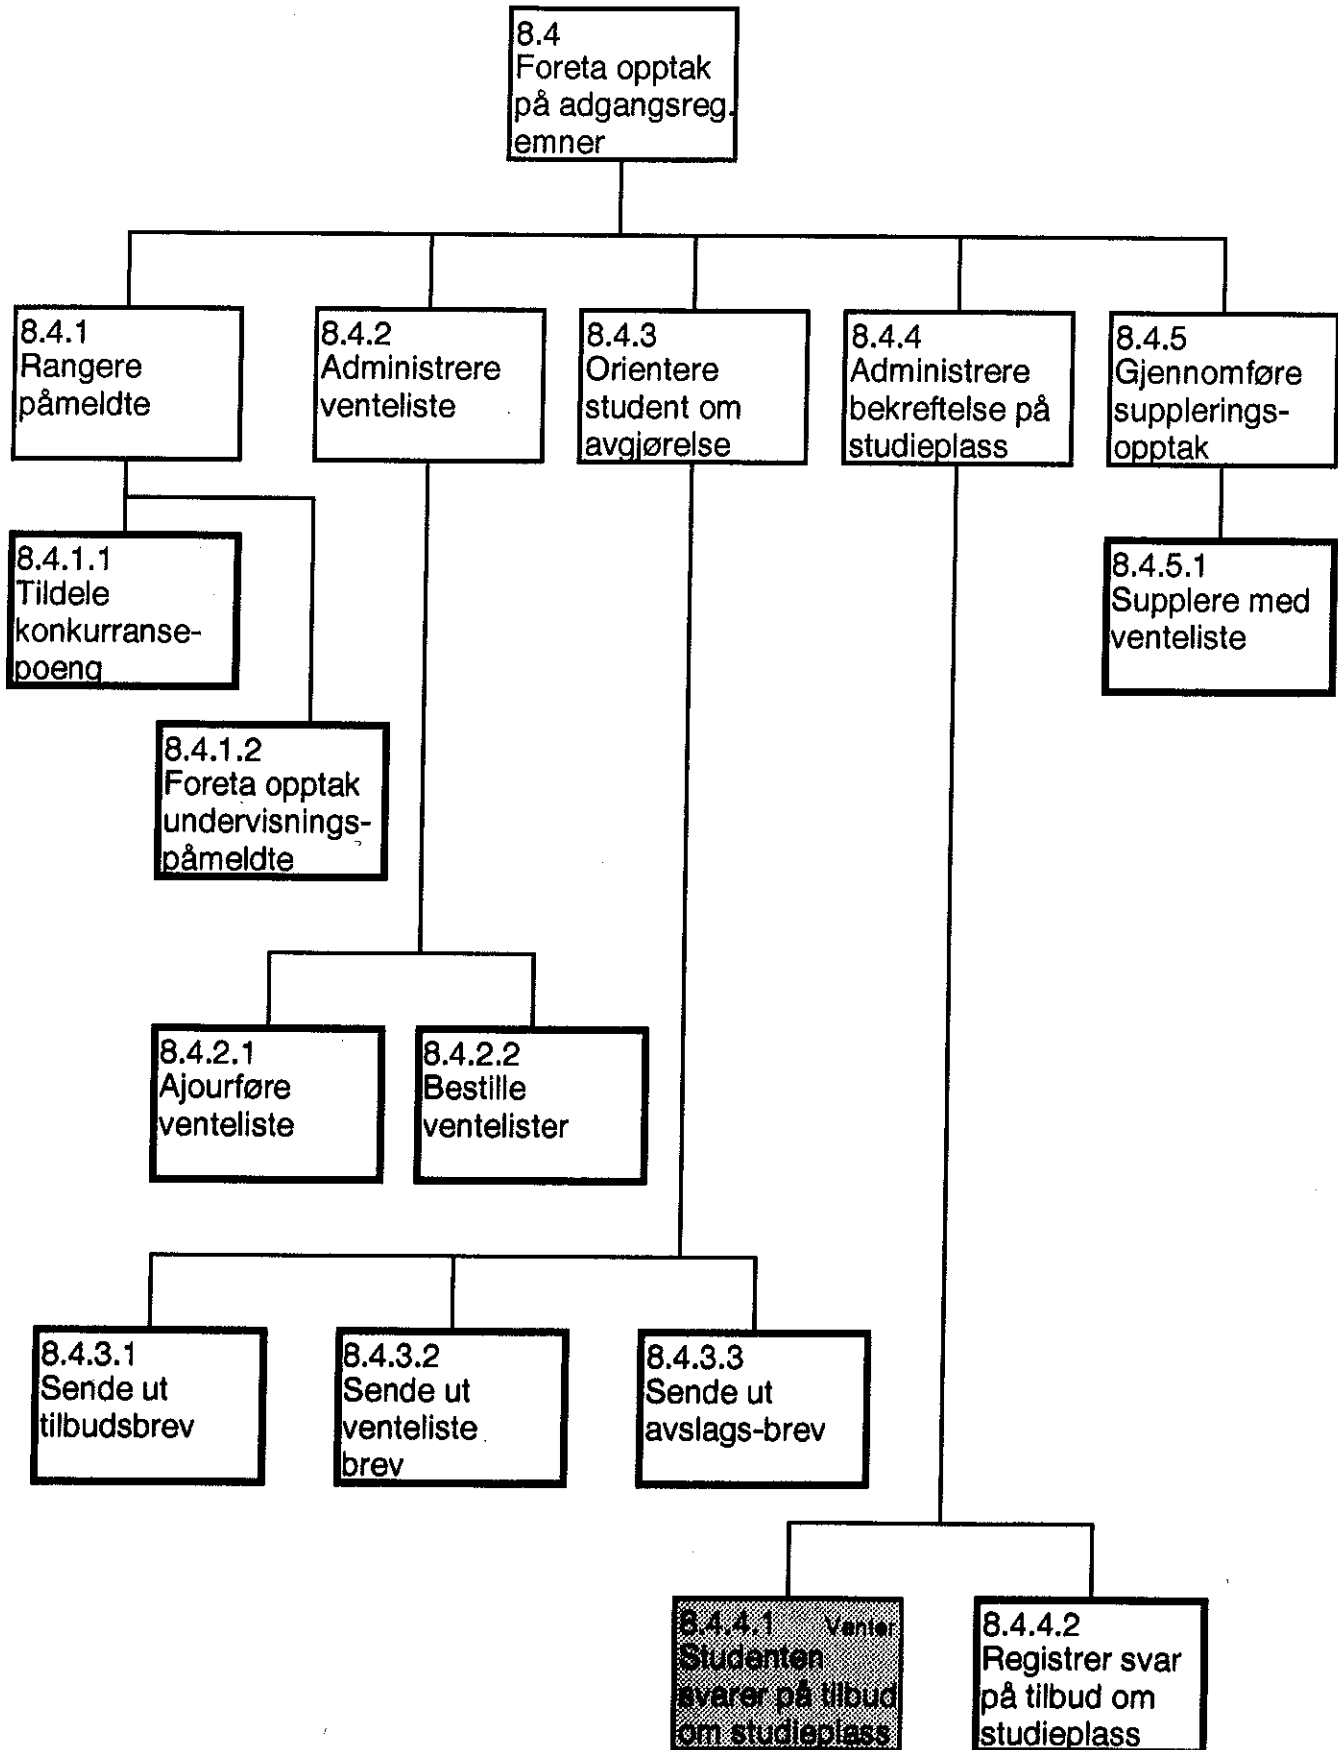 8.4
Foreta opptak
på adgangsreg.
emner
8.4.1
Rangere
påmeldte
8.4.2
Administrere
venteliste
8.4.3
Orientere
student om
avgjørelse
8.4.4
Administrere
bekreftelse på
studieplass
8.4.5
Gjennomføre
supplerings-
opptak
8.4.1.1
Tildele
konkurranse-
poeng
8.4.5.1
Supplere med
venteliste
8.4.1.2
Foreta opptak
undervisnings-
påmeldte
8.4.2.1
Ajourføre
venteliste
8.4.2.2
Bestille
ventelister
8.4.3.1
Sende ut
tilbudsbrev
8.4.3.2
Sende ut
venteliste
brev
8.4.3.3
Sende ut
avslags-brev
8.4.4.1 Venter
Studenten
svarer på tilbud
om studieplass
8.4.4.2
Registrer svar
på tilbud om
studieplass